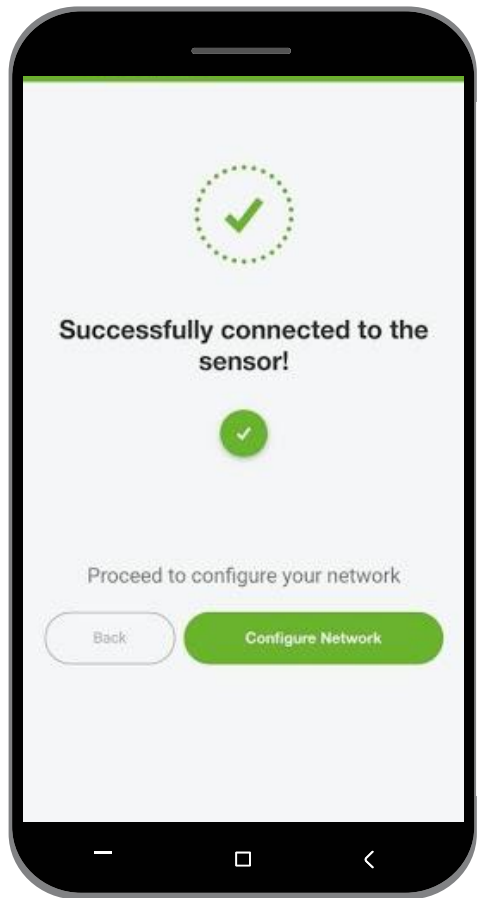 Successfully connected to the
sensor!
Proceed to configure your network
Back
Configure Network